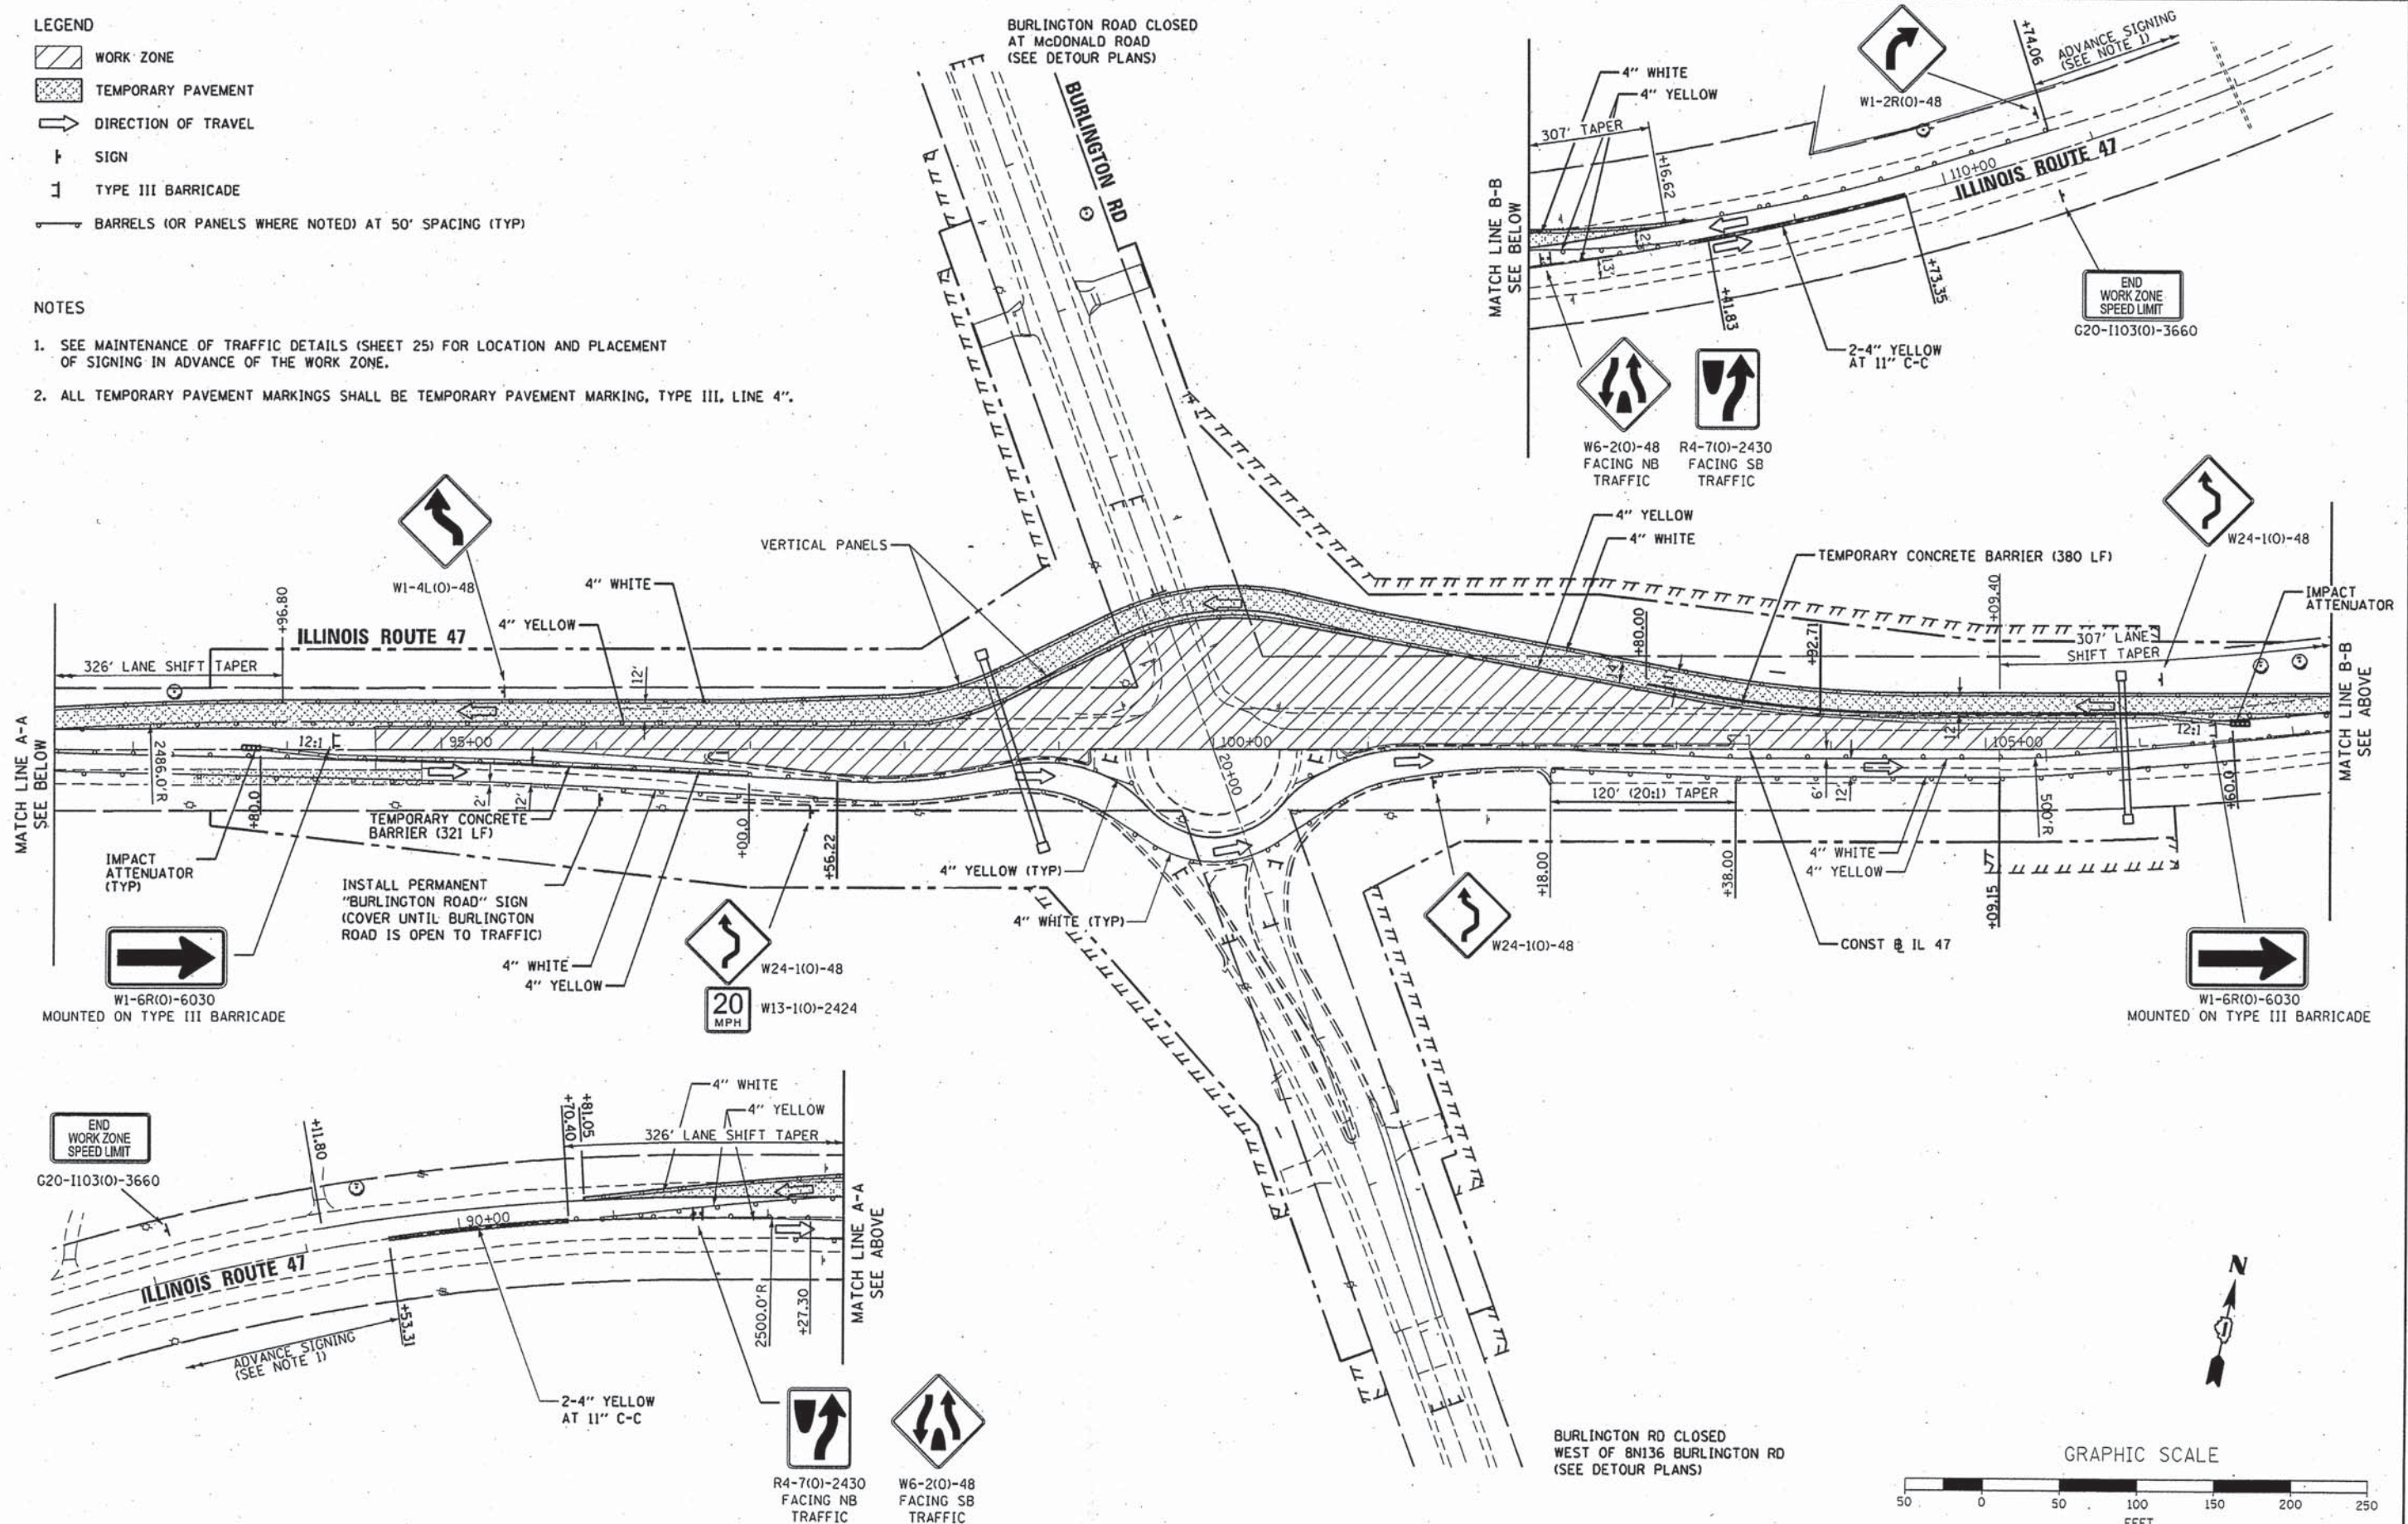 LEGEND
WORK ZONE
TEMPORARY PAVEMENT
DIRECTION OF TRAVEL
SIGN
TYPE III BARRICADE
BARRELS (OR PANELS WHERE NOTED) AT 50' SPACING (TYP)
NOTES
1. SEE MAINTENANCE OF TRAFFIC DETAILS (SHEET 25) FOR LOCATION AND PLACEMENT
OF SIGNING IN ADVANCE OF THE WORK ZONE.
2. ALL TEMPORARY PAVEMENT MARKINGS SHALL BE TEMPORARY PAVEMENT MARKING, TYPE III, LINE 4".
BURLINGTON ROAD CLOSED
AT McDONALD ROAD
(SEE DETOUR PLANS)
BURLINGTON RD
MATCH LINE B-B
SEE BELOW
4" WHITE
4" YELLOW
307' TAPER
+16.62
12'
13'
W1-2R(O)-48
+74.06
ADVANCE SIGNING
(SEE NOTE 1)
110+00
ILLINOIS ROUTE 47
+41.83
+73.35
2-4" YELLOW
AT 11" C-C
END
WORK ZONE
SPEED LIMIT
G20-I103(O)-3660
W6-2(O)-48
FACING NB
TRAFFIC
R4-7(O)-2430
FACING SB
TRAFFIC
MATCH LINE A-A
SEE BELOW
326' LANE SHIFT TAPER
+96.80
ILLINOIS ROUTE 47
W1-4L(O)-48
4" WHITE
4" YELLOW
12'
VERTICAL PANELS
4" YELLOW
4" WHITE
TEMPORARY CONCRETE BARRIER (380 LF)
+80.00
14'
11'
+92.71
+09.40
307' LANE
SHIFT TAPER
W24-1(O)-48
IMPACT
ATTENUATOR
MATCH LINE B-B
SEE ABOVE
2486.0'R
12:1
95+00
100+00
20+00
105+00
12'
12:1
+80.0
2'
12'
TEMPORARY CONCRETE
BARRIER (321 LF)
+00.0
+56.22
IMPACT
ATTENUATOR
(TYP)
INSTALL PERMANENT
"BURLINGTON ROAD" SIGN
(COVER UNTIL BURLINGTON
ROAD IS OPEN TO TRAFFIC)
4" WHITE
4" YELLOW
W1-6R(O)-6030
MOUNTED ON TYPE III BARRICADE
W24-1(O)-48
20
MPH
W13-1(O)-2424
4" YELLOW (TYP)
4" WHITE (TYP)
W24-1(O)-48
120' (20:1) TAPER
+18.00
+38.00
6'
12'
4" WHITE
4" YELLOW
500'R
+60.0
+09.15
CONST ℄ IL 47
W1-6R(O)-6030
MOUNTED ON TYPE III BARRICADE
END
WORK ZONE
SPEED LIMIT
G20-I103(O)-3660
+11.80
+70.40
+81.05
4" WHITE
4" YELLOW
326' LANE SHIFT TAPER
90+00
ILLINOIS ROUTE 47
+53.31
ADVANCE SIGNING
(SEE NOTE 1)
2500.0'R
+27.30
MATCH LINE A-A
SEE ABOVE
2-4" YELLOW
AT 11" C-C
R4-7(O)-2430
FACING NB
TRAFFIC
W6-2(O)-48
FACING SB
TRAFFIC
BURLINGTON RD CLOSED
WEST OF 8N136 BURLINGTON RD
(SEE DETOUR PLANS)
N
GRAPHIC SCALE
50 0 50 100 150 200 250
FEET